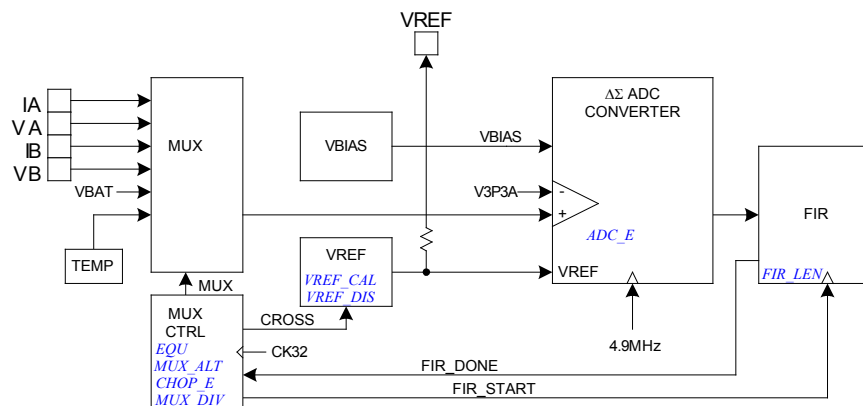 VREF
IA
VA
IB
VB
VBAT
TEMP
MUX
VBIAS
VBIAS
ΔΣ ADC
CONVERTER
V3P3A
-
+
ADC_E
VREF
FIR
FIR_LEN
VREF
VREF_CAL
VREF_DIS
MUX
MUX
CTRL
EQU
MUX_ALT
CHOP_E
MUX_DIV
CROSS
CK32
4.9MHz
FIR_DONE
FIR_START